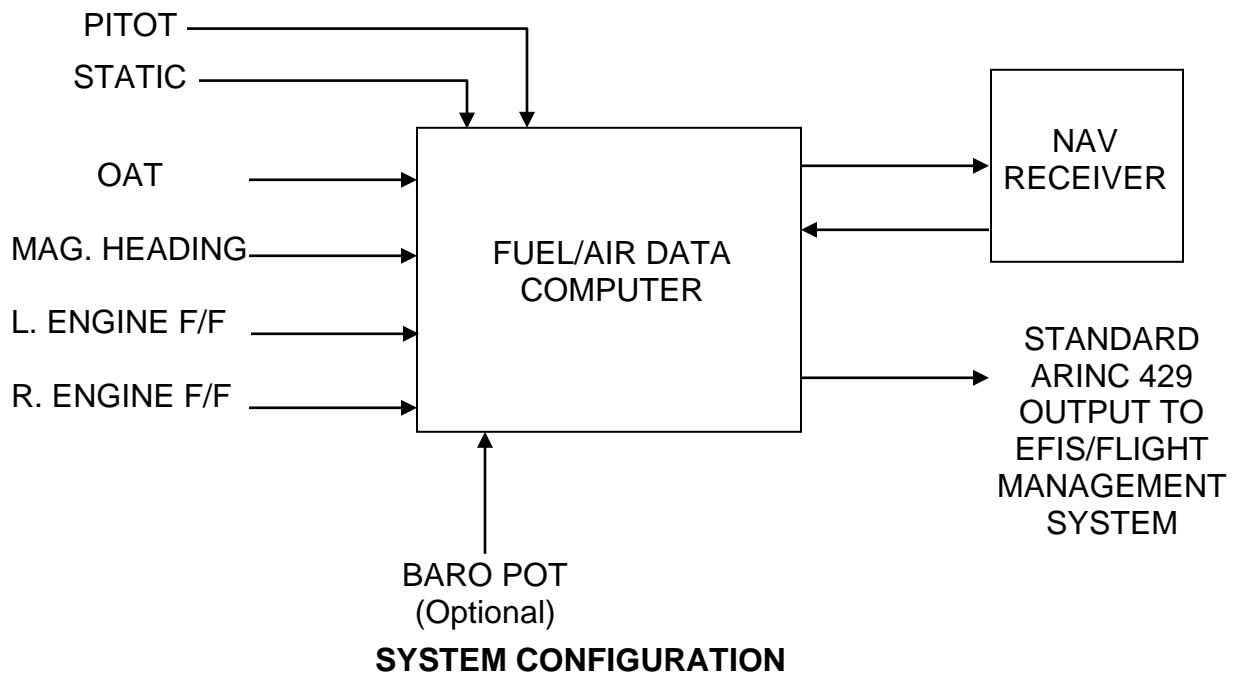 PITOT
STATIC
OAT
MAG. HEADING
L. ENGINE F/F
R. ENGINE F/F
FUEL/AIR DATA
COMPUTER
NAV
RECEIVER
STANDARD
ARINC 429
OUTPUT TO
EFIS/FLIGHT
MANAGEMENT
SYSTEM
BARO POT
(Optional)
SYSTEM CONFIGURATION